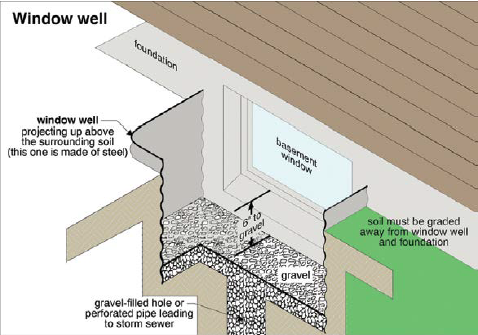 Window well
foundation
window well
projecting up above
the surrounding soil
(this one is made of steel)
basement
window
6" to
gravel
soil must be graded
away from window well
and foundation
gravel
gravel-filled hole or
perforated pipe leading
to storm sewer